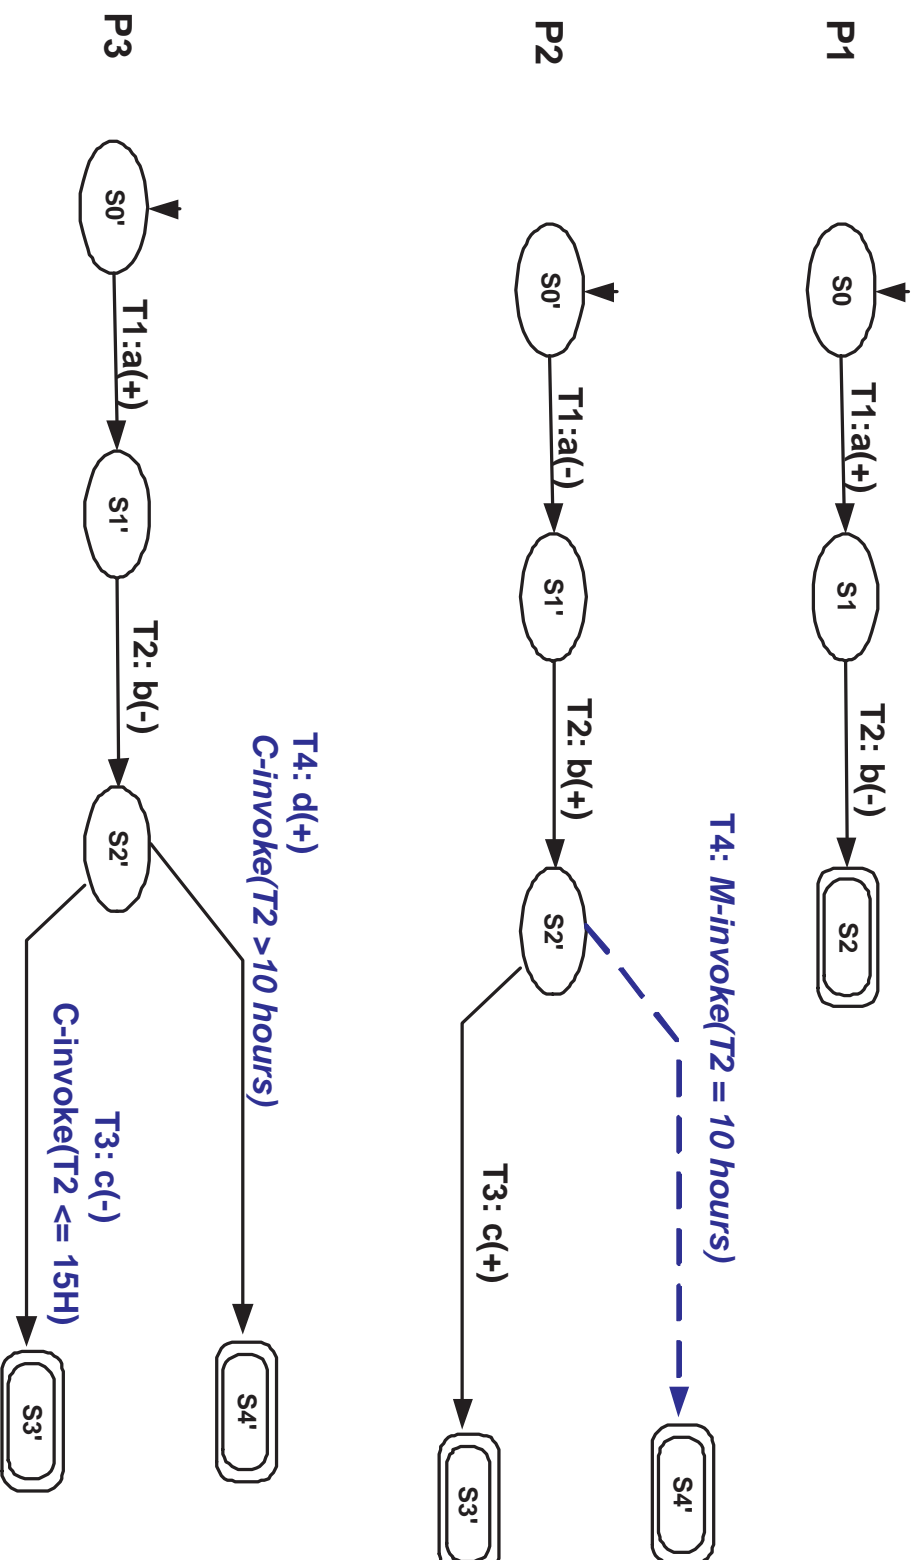 P1
S0
T1:a(+)
S1
T2: b(-)
S2
P2
S0'
T1:a(-)
S1'
T2: b(+)
S2'
T4: M-invoke(T2 = 10 hours)
S4'
T3: c(+)
S3'
P3
S0'
T1:a(+)
S1'
T2: b(-)
S2'
T4: d(+)
C-invoke(T2 >10 hours)
S4'
T3: c(-)
C-invoke(T2 <= 15H)
S3'